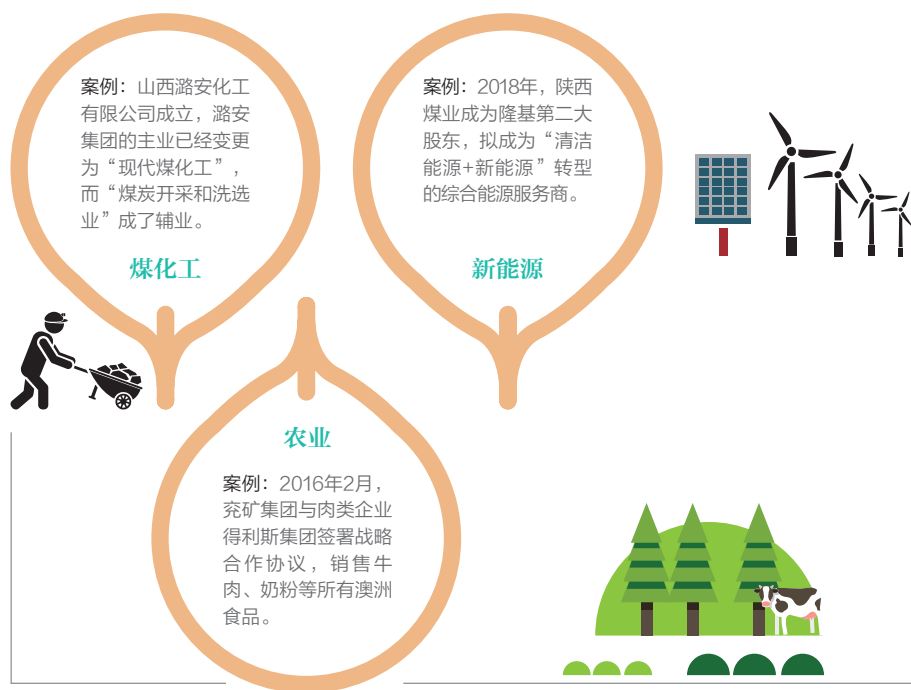 案例：山西潞安化工
有限公司成立，潞安
集团的主业已经变更
为“现代煤化工”，
而“煤炭开采和洗选
业”成了辅业。
煤化工
案例：2018年，陕西
煤业成为隆基第二大
股东，拟成为“清洁
能源+新能源”转型
的综合能源服务商。
新能源
农业
案例：2016年2月，
兖矿集团与肉类企业
得利斯集团签署战略
合作协议，销售牛
肉、奶粉等所有澳洲
食品。